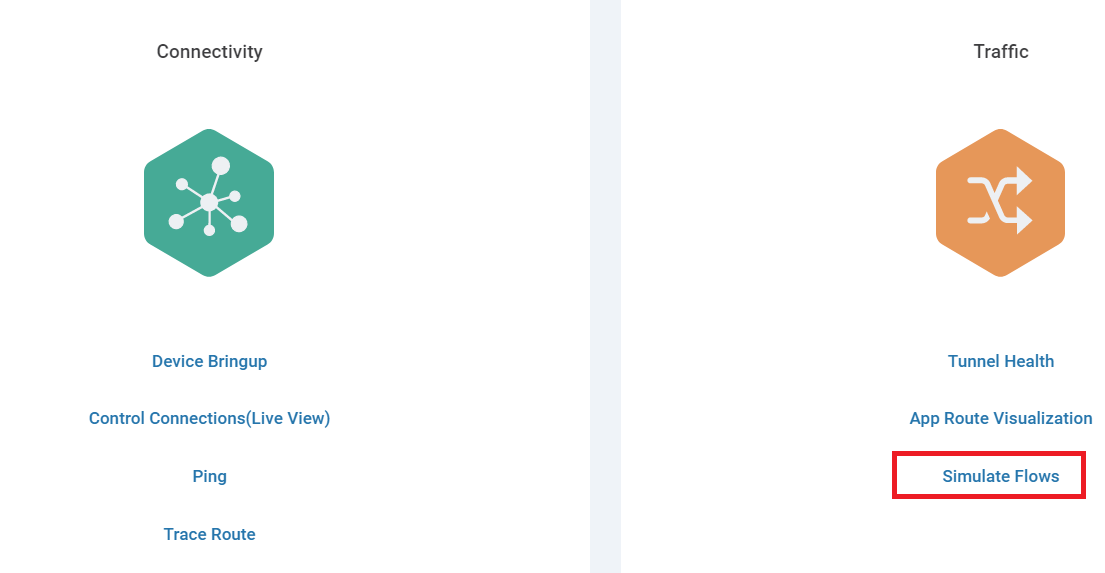 Connectivity
Device Bringup
Control Connections(Live View)
Ping
Trace Route
Traffic
Tunnel Health
App Route Visualization
Simulate Flows